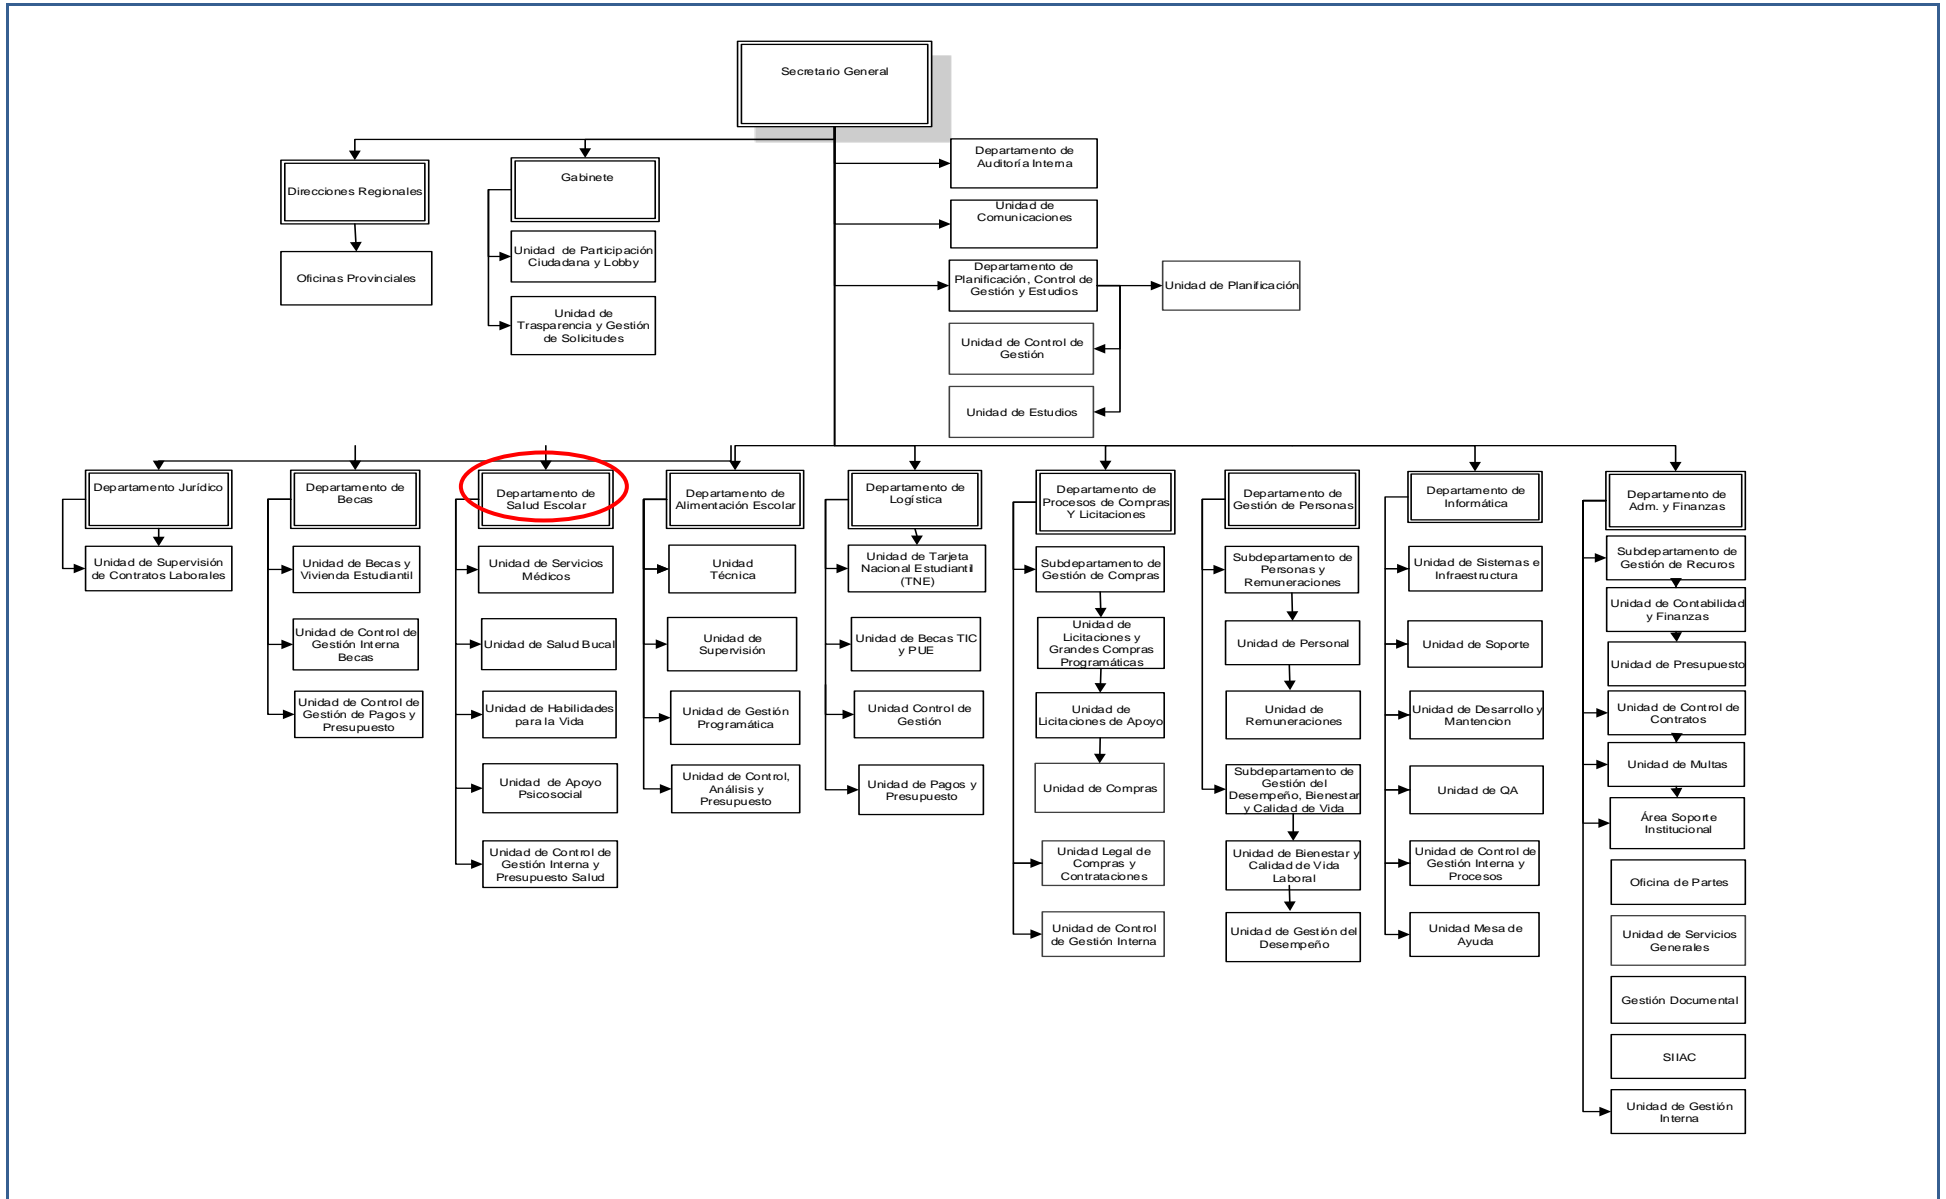 Secretario General
Direcciones Regionales
Oficinas Provinciales
Gabinete
Unidad de Participación
Ciudadana y Lobby
Unidad de
Trasparencia y Gestión
de Solicitudes
Departamento de
Auditoría Interna
Unidad de
Comunicaciones
Departamento de
Planificación, Control de
Gestión y Estudios
Unidad de Planificación
Unidad de Control de
Gestión
Unidad de Estudios
Departamento Jurídico
Unidad de Supervisión
de Contratos Laborales
Departamento de
Becas
Unidad de Becas y
Vivienda Estudiantil
Unidad de Control de
Gestión Interna
Becas
Unidad de Control de
Gestión de Pagos y
Presupuesto
Departamento de
Salud Escolar
Unidad de Servicios
Médicos
Unidad de Salud Bucal
Unidad de Habilidades
para la Vida
Unidad de Apoyo
Psicosocial
Unidad de Control de
Gestión Interna y
Presupuesto Salud
Departamento de
Alimentación Escolar
Unidad
Técnica
Unidad de
Supervisión
Unidad de Gestión
Programática
Unidad de Control,
Análisis y
Presupuesto
Departamento de
Logística
Unidad de Tarjeta
Nacional Estudiantil
(TNE)
Unidad de Becas TIC
y PUE
Unidad Control de
Gestión
Unidad de Pagos y
Presupuesto
Departamento de
Procesos de Compras
Y Licitaciones
Subdepartamento de
Gestión de Compras
Unidad de
Licitaciones y
Grandes Compras
Programáticas
Unidad de
Licitaciones de Apoyo
Unidad de Compras
Unidad Legal de
Compras y
Contrataciones
Unidad de Control
de Gestión Interna
Departamento de
Gestión de Personas
Subdepartamento de
Personas y
Remuneraciones
Unidad de Personal
Unidad de
Remuneraciones
Subdepartamento de
Gestión del
Desempeño, Bienestar
y Calidad de Vida
Unidad de Bienestar y
Calidad de Vida
Laboral
Unidad de Gestión del
Desempeño
Departamento de
Informática
Unidad de Sistemas e
Infraestructura
Unidad de Soporte
Unidad de Desarrollo y
Mantencion
Unidad de QA
Unidad de Control de
Gestión Interna y
Procesos
Unidad Mesa de
Ayuda
Departamento de
Adm. y Finanzas
Subdepartamento de
Gestión de Recuros
Unidad de Contabilidad
y Finanzas
Unidad de Presupuesto
Unidad de Control de
Contratos
Unidad de Multas
Área Soporte
Institucional
Oficina de Partes
Unidad de Servicios
Generales
Gestión Documental
SIIAC
Unidad de Gestión
Interna